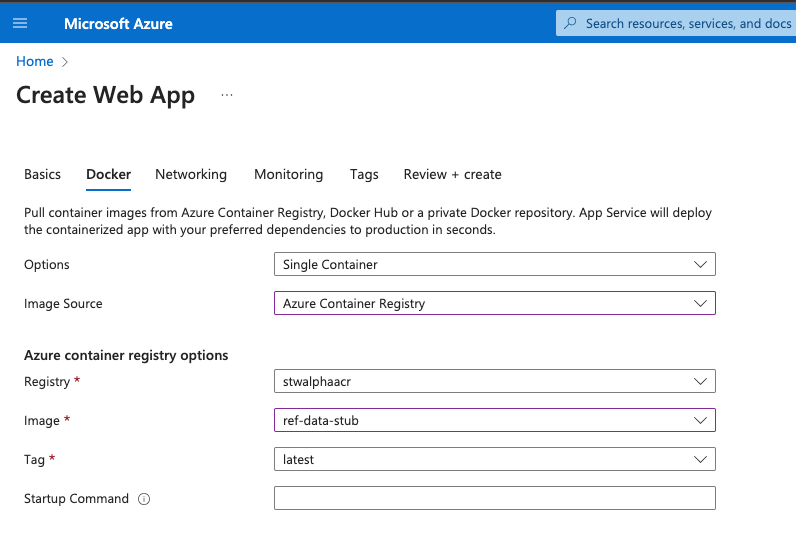 Microsoft Azure
Search resources, services, and docs
Home
Create Web App
Basics Docker Networking Monitoring Tags Review + create
Pull container images from Azure Container Registry, Docker Hub or a private Docker repository. App Service will deploy
the containerized app with your preferred dependencies to production in seconds.
Options Single Container
Image Source Azure Container Registry
Azure container registry options
Registry * stwalphaacr
Image * ref-data-stub
Tag * latest
Startup Command